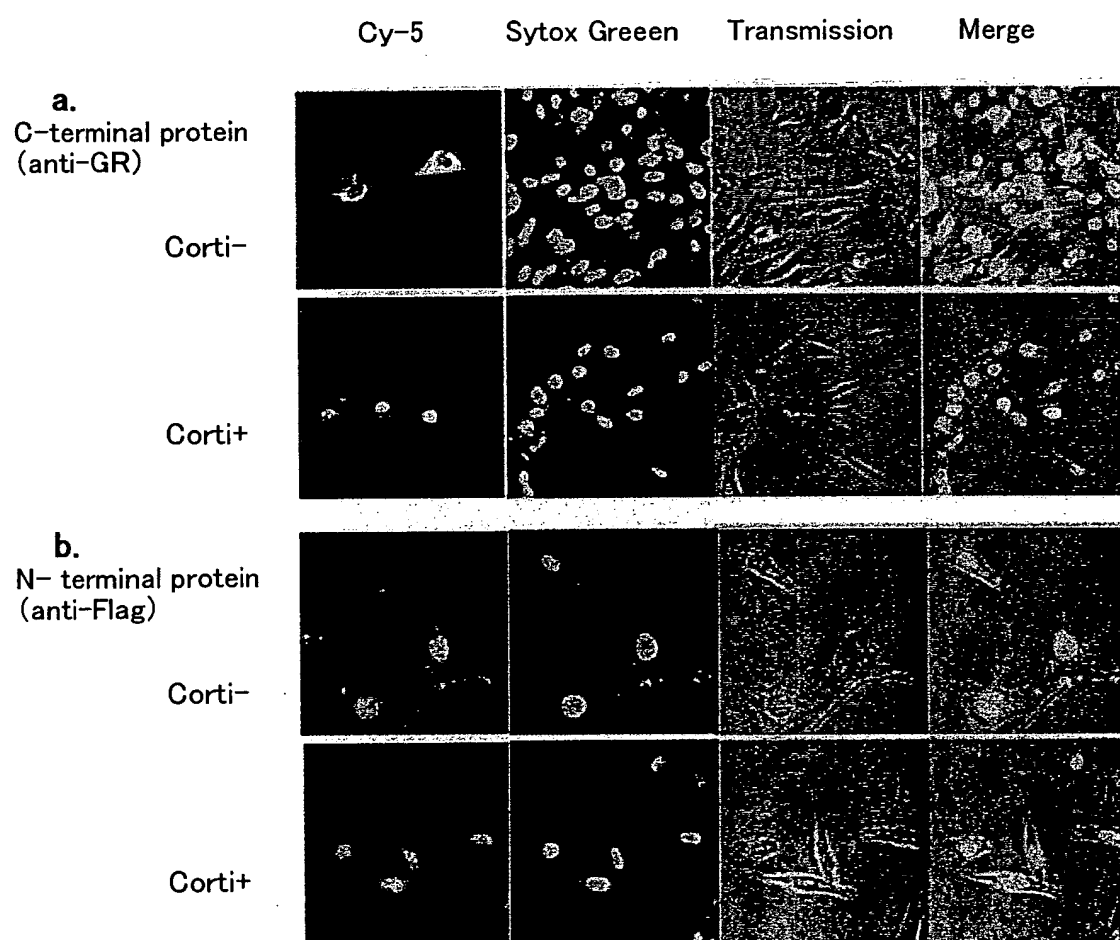 Cy-5 Sytox Greeen Transmission Merge
a.
C-terminal protein
(anti-GR)
Corti-
Corti+
b.
N- terminal protein
(anti-Flag)
Corti-
Corti+